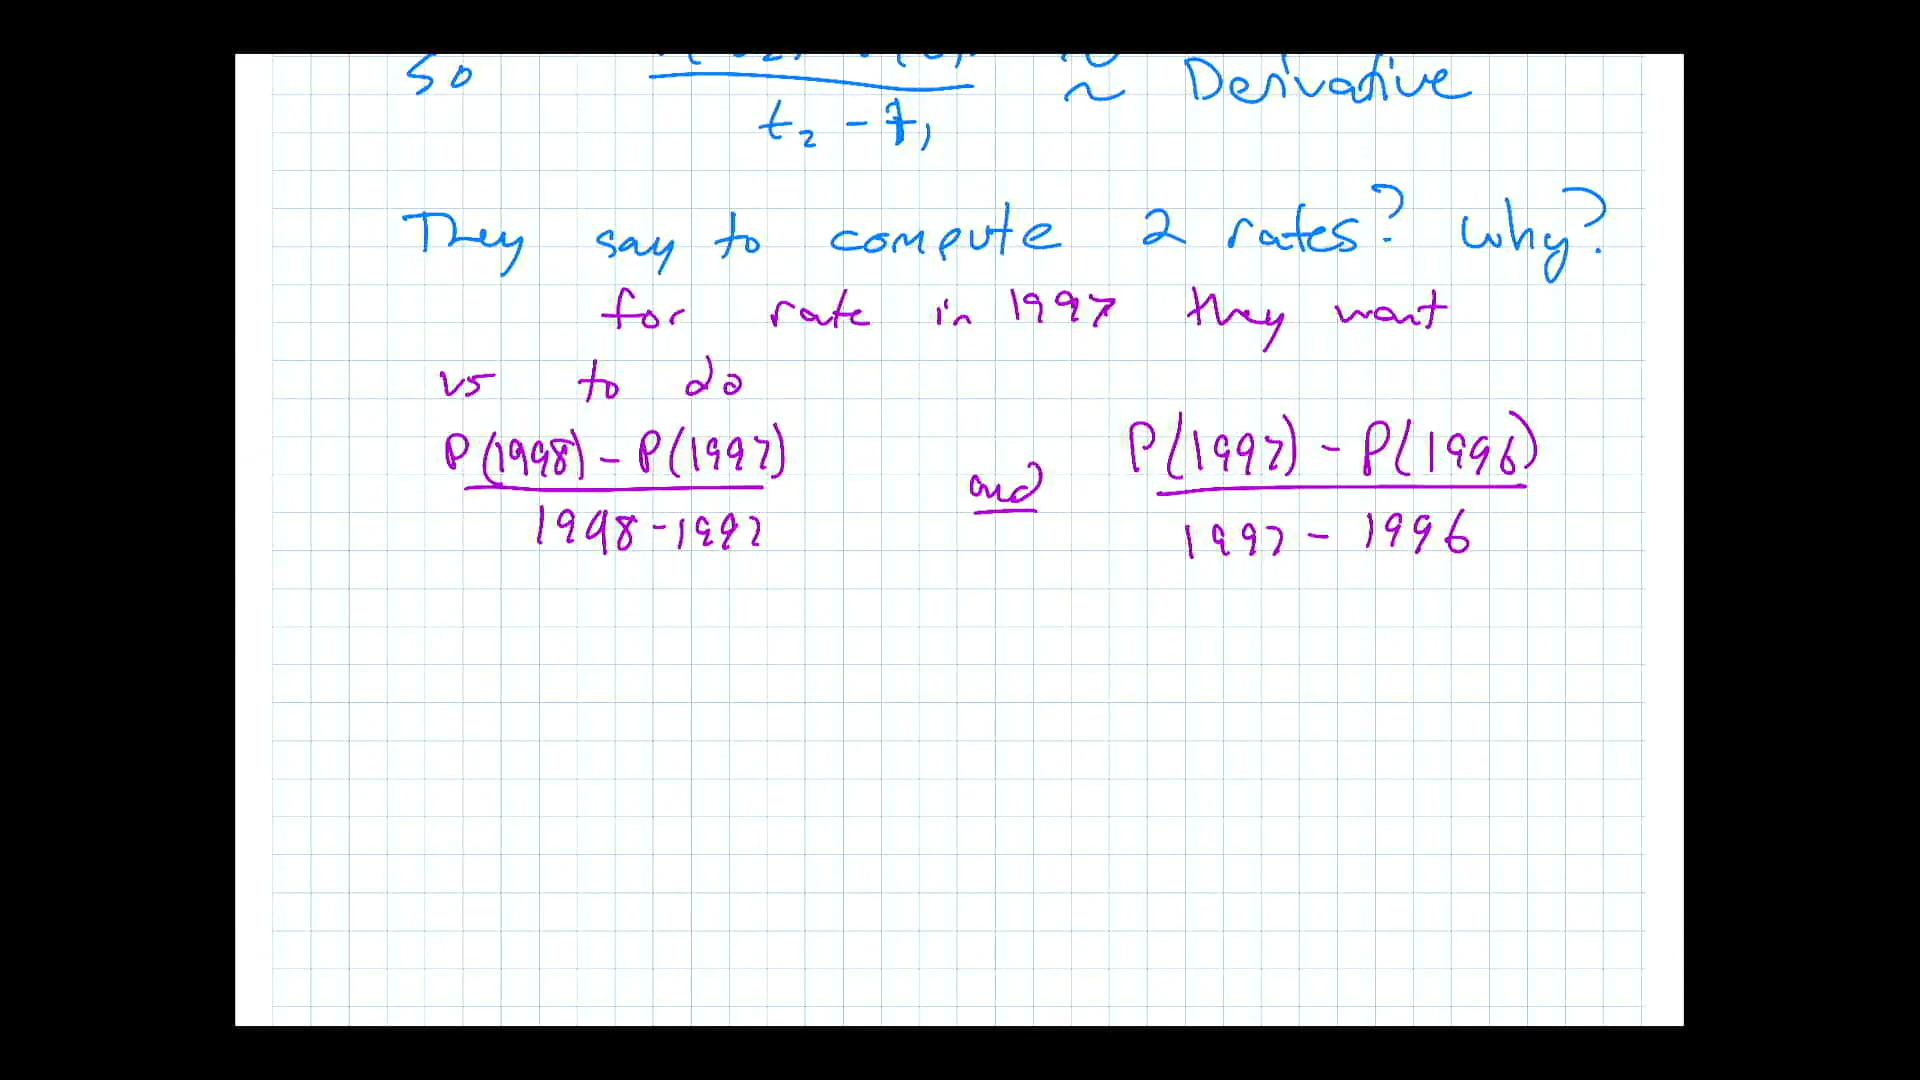 So ≈ Derivative
t₂ - t₁
They say to compute 2 rates? Why?
for rate in 1997 they want
us to do
P(1998) - P(1997) and P(1997) - P(1996)
1998 - 1997 1997 - 1996